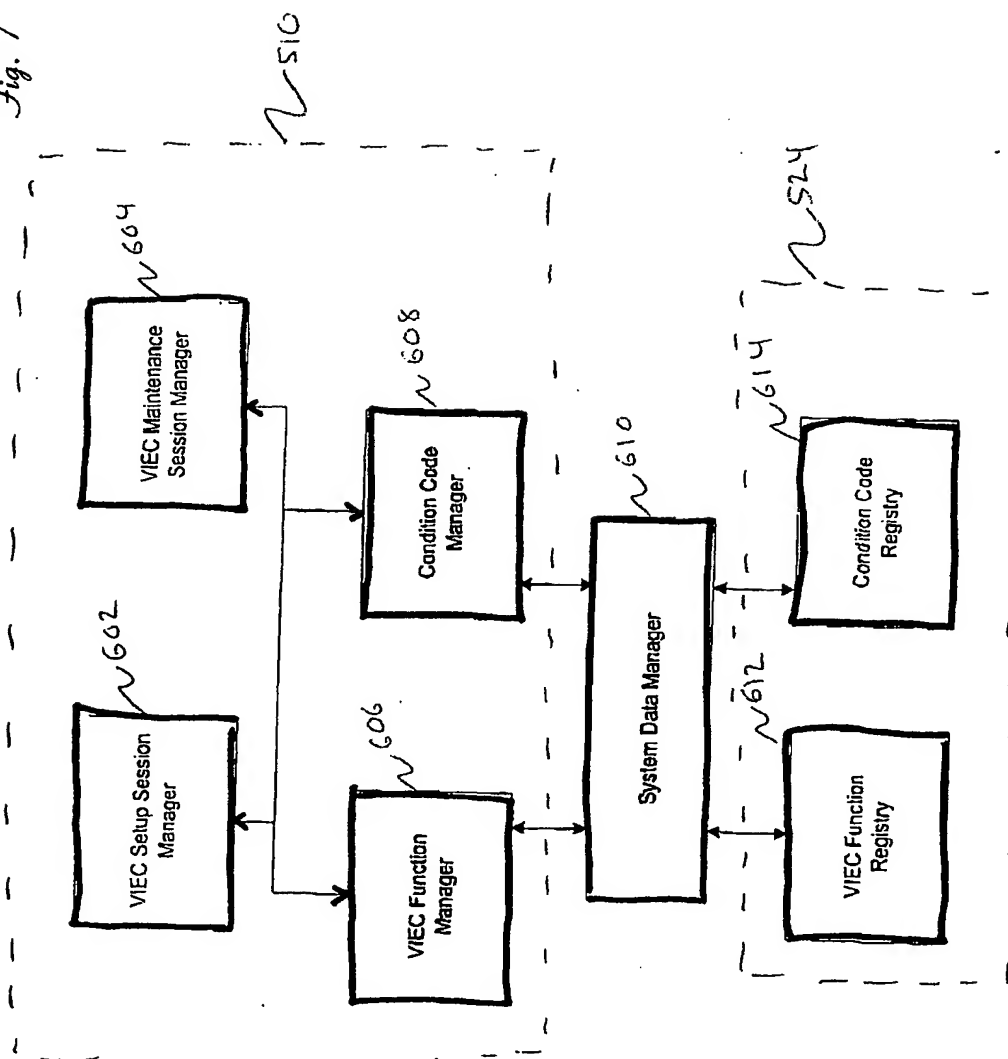 Fig. 7
510
VIEC Setup Session
Manager
602
VIEC Maintenance
Session Manager
604
VIEC Function
Manager
606
Condition Code
Manager
608
System Data Manager
610
524
VIEC Function
Registry
612
Condition Code
Registry
614